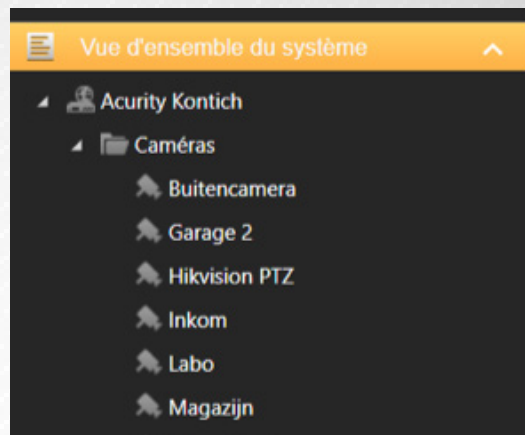 Vue d'ensemble du système
Acurity Kontich
Caméras
Buitencamera
Garage 2
Hikvision PTZ
Inkom
Labo
Magazijn